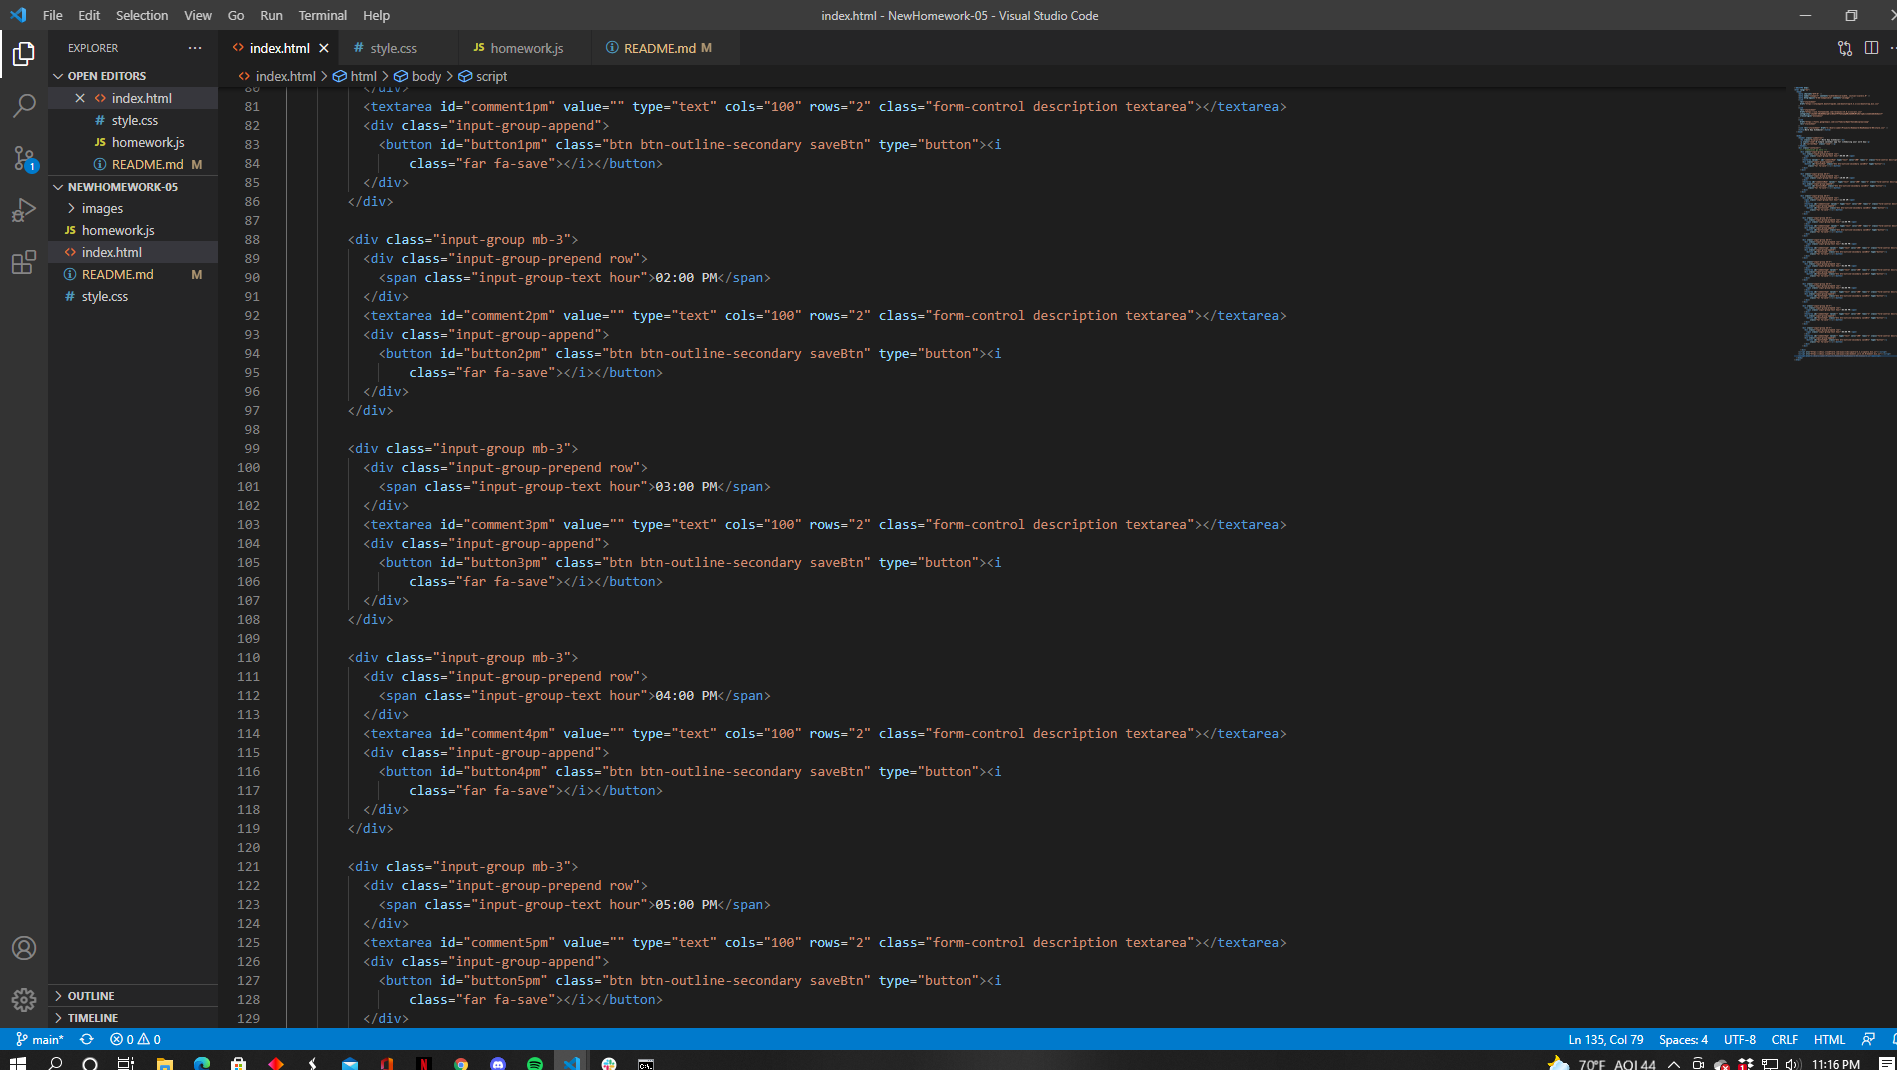 File Edit Selection View Go Run Terminal Help
index.html - NewHomework-05 - Visual Studio Code
EXPLORER
OPEN EDITORS
index.html
# style.css
JS homework.js
README.md M
NEWHOMEWORK-05
images
JS homework.js
index.html
README.md M
# style.css
OUTLINE
TIMELINE
index.html # style.css JS homework.js README.md M
index.html > html > body > script
80 </div>
81 <textarea id="comment1pm" value="" type="text" cols="100" rows="2" class="form-control description textarea"></textarea>
82 <div class="input-group-append">
83 <button id="button1pm" class="btn btn-outline-secondary saveBtn" type="button"><i
84 class="far fa-save"></i></button>
85 </div>
86 </div>
87
88 <div class="input-group mb-3">
89 <div class="input-group-prepend row">
90 <span class="input-group-text hour">02:00 PM</span>
91 </div>
92 <textarea id="comment2pm" value="" type="text" cols="100" rows="2" class="form-control description textarea"></textarea>
93 <div class="input-group-append">
94 <button id="button2pm" class="btn btn-outline-secondary saveBtn" type="button"><i
95 class="far fa-save"></i></button>
96 </div>
97 </div>
98
99 <div class="input-group mb-3">
100 <div class="input-group-prepend row">
101 <span class="input-group-text hour">03:00 PM</span>
102 </div>
103 <textarea id="comment3pm" value="" type="text" cols="100" rows="2" class="form-control description textarea"></textarea>
104 <div class="input-group-append">
105 <button id="button3pm" class="btn btn-outline-secondary saveBtn" type="button"><i
106 class="far fa-save"></i></button>
107 </div>
108 </div>
109
110 <div class="input-group mb-3">
111 <div class="input-group-prepend row">
112 <span class="input-group-text hour">04:00 PM</span>
113 </div>
114 <textarea id="comment4pm" value="" type="text" cols="100" rows="2" class="form-control description textarea"></textarea>
115 <div class="input-group-append">
116 <button id="button4pm" class="btn btn-outline-secondary saveBtn" type="button"><i
117 class="far fa-save"></i></button>
118 </div>
119 </div>
120
121 <div class="input-group mb-3">
122 <div class="input-group-prepend row">
123 <span class="input-group-text hour">05:00 PM</span>
124 </div>
125 <textarea id="comment5pm" value="" type="text" cols="100" rows="2" class="form-control description textarea"></textarea>
126 <div class="input-group-append">
127 <button id="button5pm" class="btn btn-outline-secondary saveBtn" type="button"><i
128 class="far fa-save"></i></button>
129 </div>
1
main* 0 0
Ln 135, Col 79 Spaces: 4 UTF-8 CRLF HTML
70°F AQI 44 11:16 PM